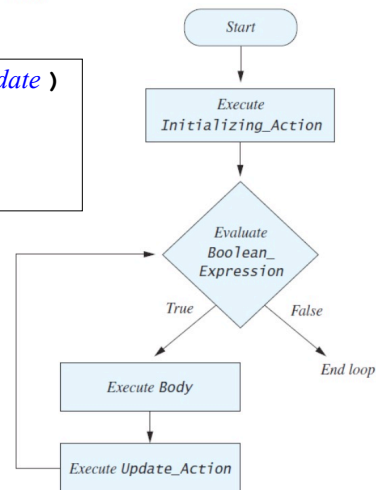 date )
Start
Execute
Initializing_Action
Evaluate
Boolean_
Expression
True
False
End loop
Execute Body
Execute Update_Action